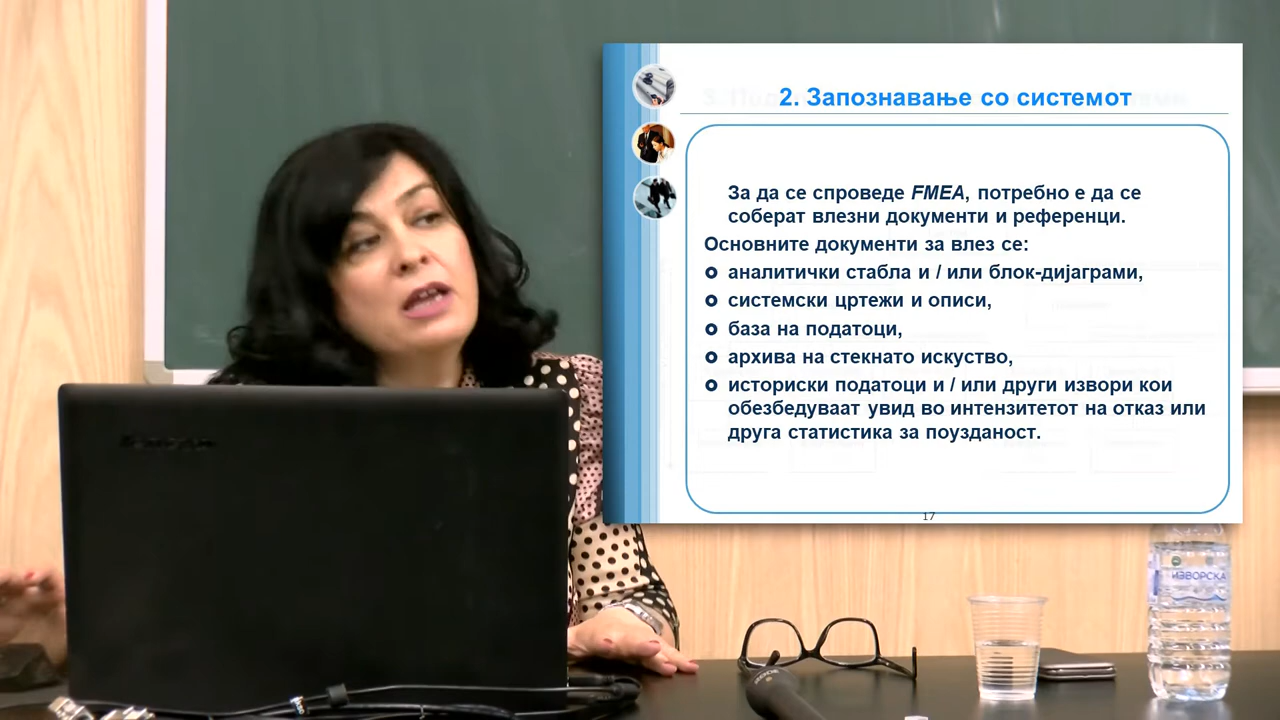 2. Запознавање со системот
За да се спроведе FMEA, потребно е да се
соберат влезни документи и референци.
Основните документи за влез се:
аналитички стабла и / или блок-дијаграми,
системски цртежи и описи,
база на податоци,
архива на стекнато искуство,
историски податоци и / или други извори кои
обезбедуваат увид во интензитетот на отказ или
друга статистика за поузданост.
17
ИЗВОРСКА